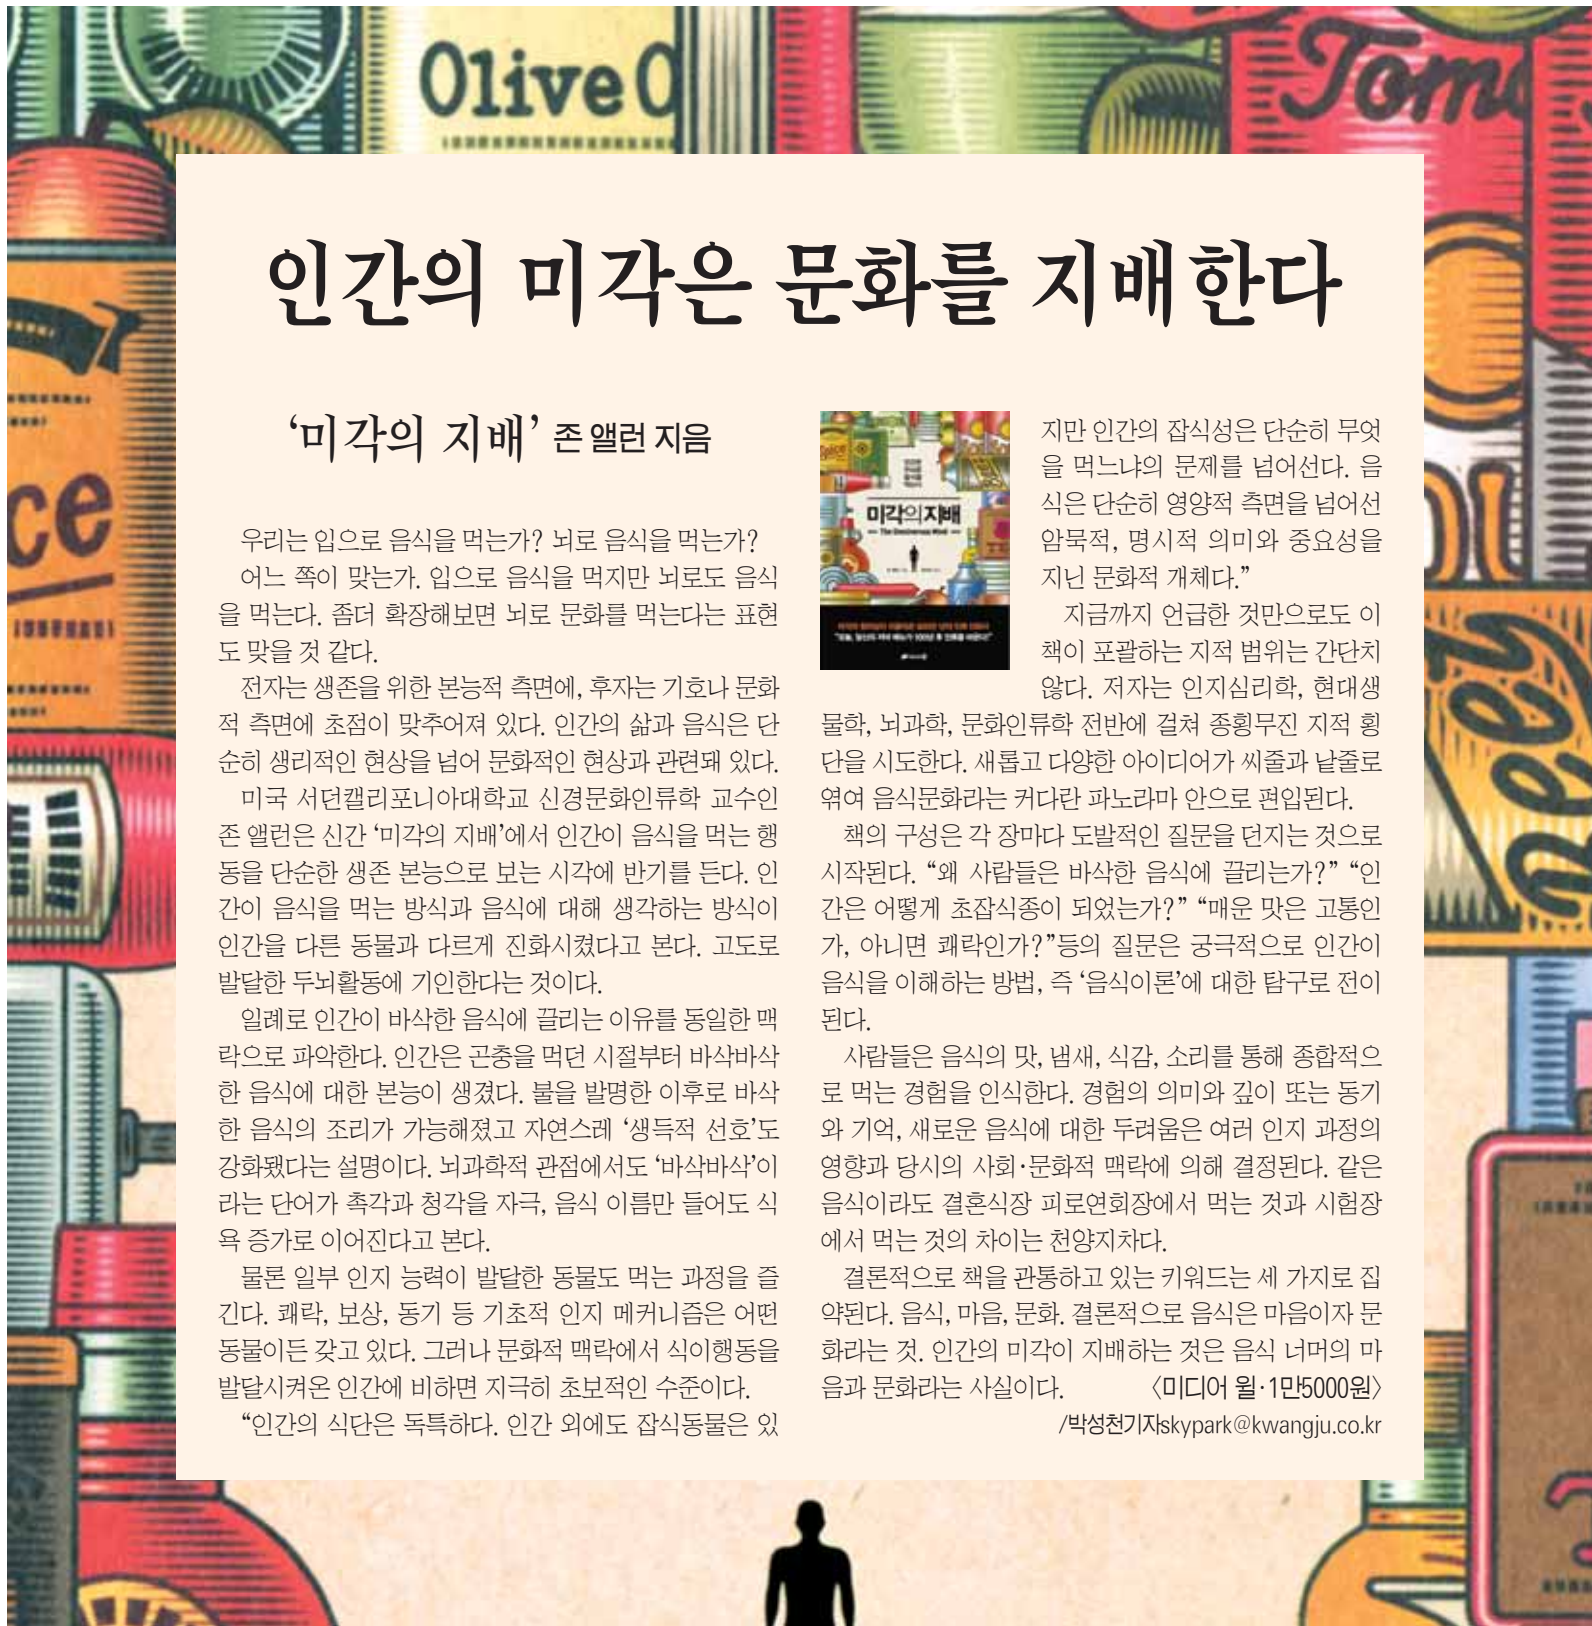 Olive O
Toma
ce
인간의 미각은 문화를 지배한다
‘미각의 지배’ 존 앨런 지음
우리는 입으로 음식을 먹는가? 뇌로 음식을 먹는가?
어느 쪽이 맞는가. 입으로 음식을 먹지만 뇌로도 음식
을 먹는다. 좀더 확장해보면 뇌로 문화를 먹는다는 표현
도 맞을 것 같다.
전자는 생존을 위한 본능적 측면에, 후자는 기호나 문화
적 측면에 초점이 맞추어져 있다. 인간의 삶과 음식은 단
순히 생리적인 현상을 넘어 문화적인 현상과 관련돼 있다.
미국 서던캘리포니아대학교 신경문화인류학 교수인
존 앨런은 신간 ‘미각의 지배’에서 인간이 음식을 먹는 행
동을 단순한 생존 본능으로 보는 시각에 반기를 든다. 인
간이 음식을 먹는 방식과 음식에 대해 생각하는 방식이
인간을 다른 동물과 다르게 진화시켰다고 본다. 고도로
발달한 두뇌활동에 기인한다는 것이다.
일례로 인간이 바삭한 음식에 끌리는 이유를 동일한 맥
락으로 파악한다. 인간은 곤충을 먹던 시절부터 바삭바삭
한 음식에 대한 본능이 생겼다. 불을 발명한 이후로 바삭
한 음식의 조리가 가능해졌고 자연스레 ‘생득적 선호’도
강화됐다는 설명이다. 뇌과학적 관점에서도 ‘바삭바삭’이
라는 단어가 촉각과 청각을 자극, 음식 이름만 들어도 식
욕 증가로 이어진다고 본다.
물론 일부 인지 능력이 발달한 동물도 먹는 과정을 즐
긴다. 쾌락, 보상, 동기 등 기초적 인지 메커니즘은 어떤
동물이든 갖고 있다. 그러나 문화적 맥락에서 식이행동을
발달시켜온 인간에 비하면 지극히 초보적인 수준이다.
“인간의 식단은 독특하다. 인간 외에도 잡식동물은 있
미각의 지배
The Omnivorous Mind
지만 인간의 잡식성은 단순히 무엇
을 먹느냐의 문제를 넘어선다. 음
식은 단순히 영양적 측면을 넘어선
암묵적, 명시적 의미와 중요성을
지닌 문화적 개체다.”
지금까지 언급한 것만으로도 이
책이 포괄하는 지적 범위는 간단치
않다. 저자는 인지심리학, 현대생
물학, 뇌과학, 문화인류학 전반에 걸쳐 종횡무진 지적 횡
단을 시도한다. 새롭고 다양한 아이디어가 씨줄과 낱줄로
엮여 음식문화라는 커다란 파노라마 안으로 편입된다.
책의 구성은 각 장마다 도발적인 질문을 던지는 것으로
시작된다. “왜 사람들은 바삭한 음식에 끌리는가?” “인
간은 어떻게 초잡식종이 되었는가?” “매운 맛은 고통인
가, 아니면 쾌락인가?”등의 질문은 궁극적으로 인간이
음식을 이해하는 방법, 즉 ‘음식이론’에 대한 탐구로 전이
된다.
사람들은 음식의 맛, 냄새, 식감, 소리를 통해 종합적으
로 먹는 경험을 인식한다. 경험의 의미와 깊이 또는 동기
와 기억, 새로운 음식에 대한 두려움은 여러 인지 과정의
영향과 당시의 사회·문화적 맥락에 의해 결정된다. 같은
음식이라도 결혼식장 피로연회장에서 먹는 것과 시험장
에서 먹는 것의 차이는 천양지차다.
결론적으로 책을 관통하고 있는 키워드는 세 가지로 집
약된다. 음식, 마음, 문화. 결론적으로 음식은 마음이자 문
화라는 것. 인간의 미각이 지배하는 것은 음식 너머의 마
음과 문화라는 사실이다. 〈미디어 윌·1만5000원〉
/박성천기자skypark@kwangju.co.kr